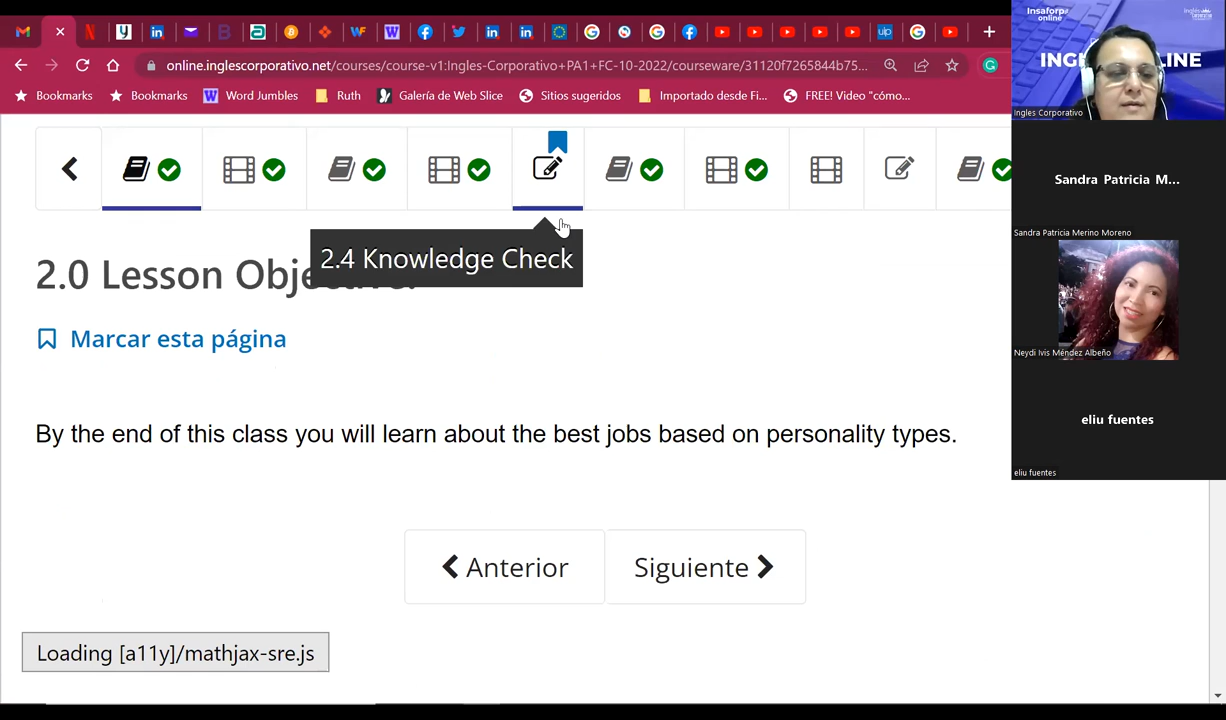 online.inglescorporativo.net/courses/course-v1:Ingles-Corporativo+PA1+FC-10-2022/courseware/31120f7265844b75...
Bookmarks
Bookmarks
Word Jumbles
Ruth
Galería de Web Slice
Sitios sugeridos
Importado desde Fi...
FREE! Video "cómo...
2.4 Knowledge Check
2.0 Lesson Obje
Marcar esta página
By the end of this class you will learn about the best jobs based on personality types.
Anterior
Siguiente
Loading [a11y]/mathjax-sre.js
Insaforp
online
INGL
LINE
Ingles Corporativo
Sandra Patricia M...
Sandra Patricia Merino Moreno
Neydi Ivis Méndez Albeño
eliu fuentes
eliu fuentes